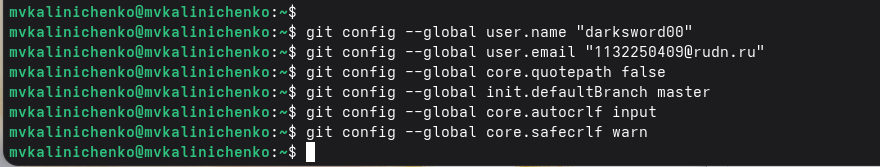 mvkalinichenko@mvkalinichenko:~$
mvkalinichenko@mvkalinichenko:~$ git config --global user.name "darksword00"
mvkalinichenko@mvkalinichenko:~$ git config --global user.email "1132250409@rudn.ru"
mvkalinichenko@mvkalinichenko:~$ git config --global core.quotepath false
mvkalinichenko@mvkalinichenko:~$ git config --global init.defaultBranch master
mvkalinichenko@mvkalinichenko:~$ git config --global core.autocrlf input
mvkalinichenko@mvkalinichenko:~$ git config --global core.safecrlf warn
mvkalinichenko@mvkalinichenko:~$